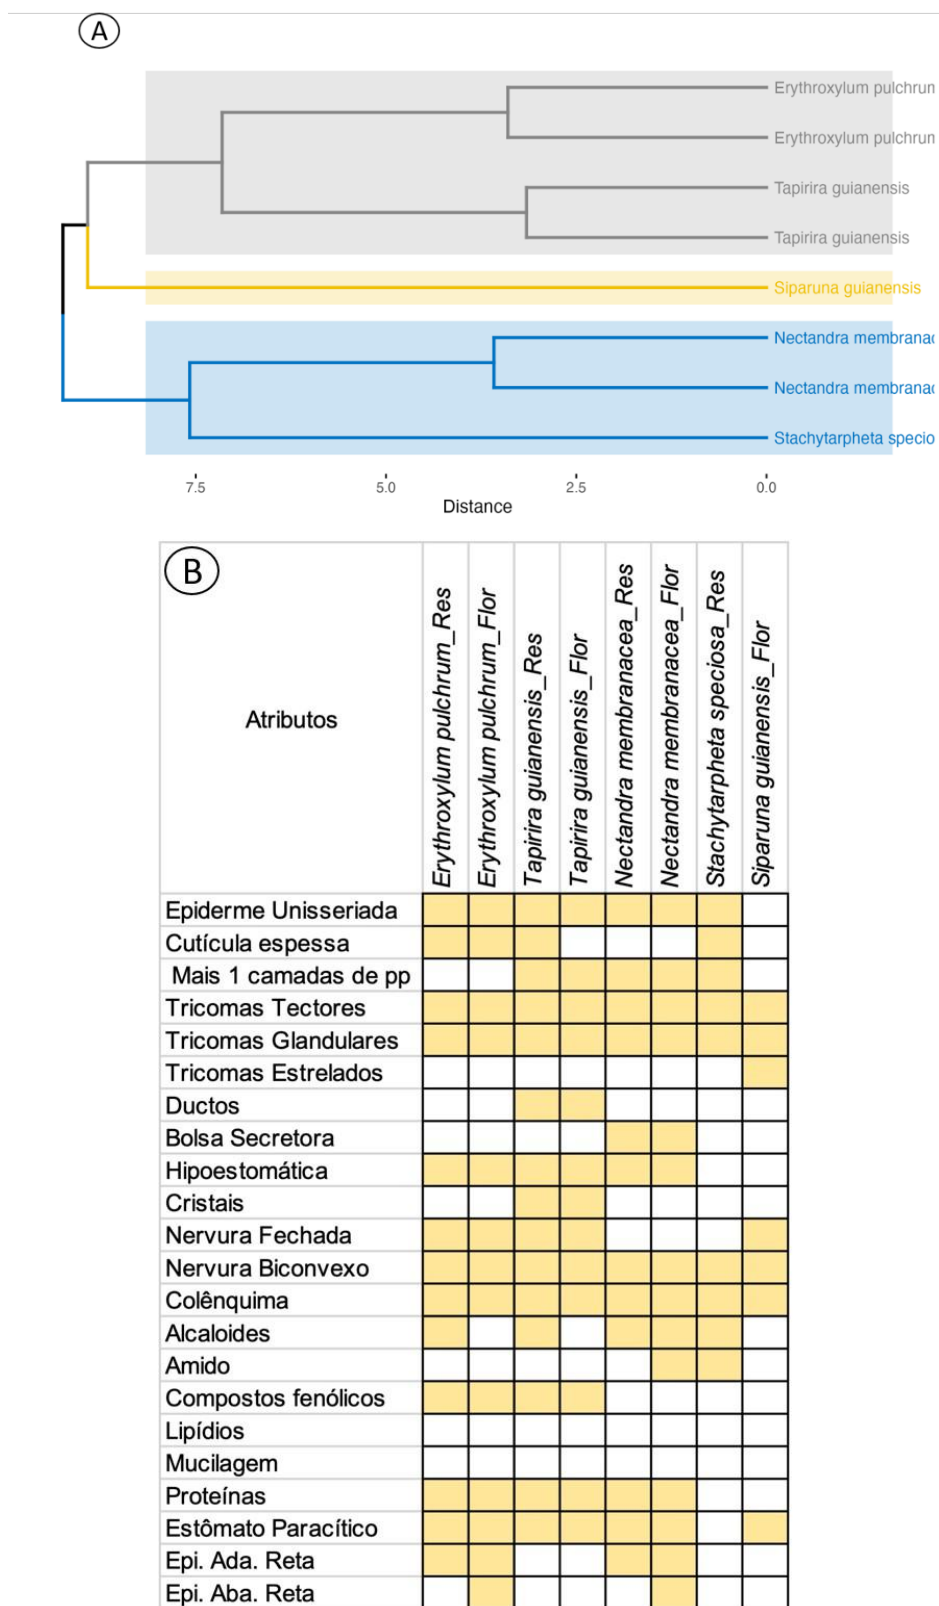 A
Erythroxylum pulchrun
Erythroxylum pulchrun
Tapirira guianensis
Tapirira guianensis
Siparuna guianensis
Nectandra membranac
Nectandra membranac
Stachytarpheta specio
7.5 5.0 2.5 0.0
Distance
B
Atributos
Erythroxylum pulchrum_Res
Erythroxylum pulchrum_Flor
Tapirira guianensis_Res
Tapirira guianensis_Flor
Nectandra membranacea_Res
Nectandra membranacea_Flor
Stachytarpheta speciosa_Res
Siparuna guianensis_Flor
Epiderme Unisseriada
Cutícula espessa
Mais 1 camadas de pp
Tricomas Tectores
Tricomas Glandulares
Tricomas Estrelados
Ductos
Bolsa Secretora
Hipoestomática
Cristais
Nervura Fechada
Nervura Biconvexo
Colênquima
Alcaloides
Amido
Compostos fenólicos
Lipídios
Mucilagem
Proteínas
Estômato Paracítico
Epi. Ada. Reta
Epi. Aba. Reta